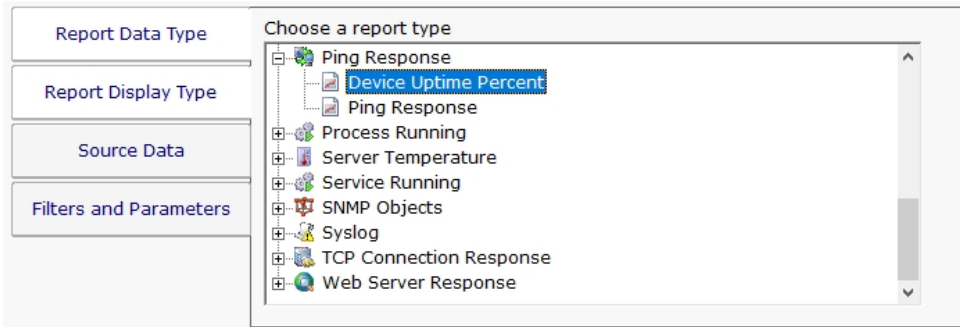 Report Data Type
Report Display Type
Source Data
Filters and Parameters
Choose a report type
Ping Response
Device Uptime Percent
Ping Response
Process Running
Server Temperature
Service Running
SNMP Objects
Syslog
TCP Connection Response
Web Server Response